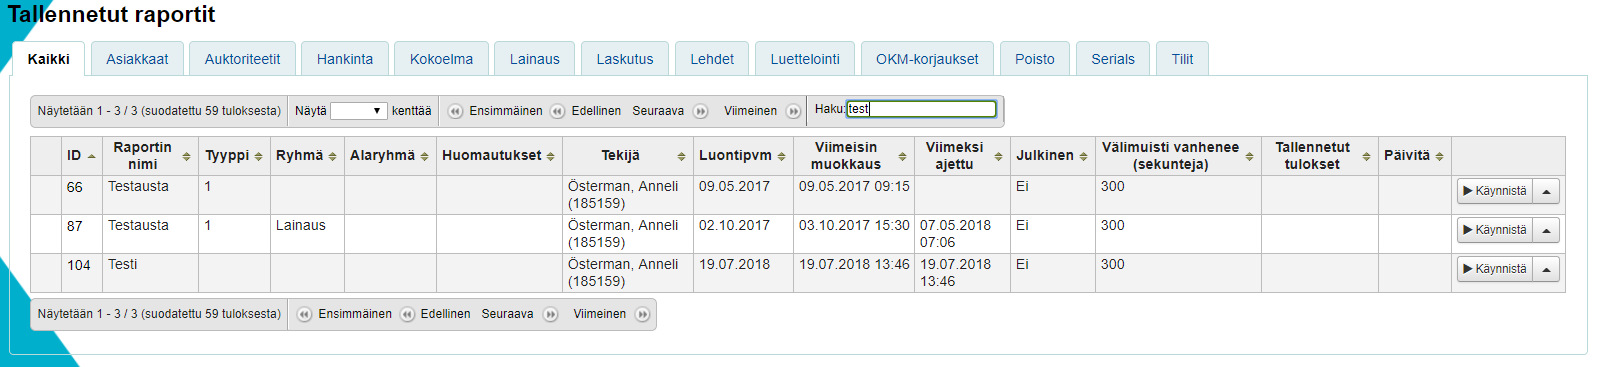 Tallennetut raportit
Kaikki Asiakkaat Auktoriteetit Hankinta Kokoelma Lainaus Laskutus Lehdet Luettelointi OKM-korjaukset Poisto Serials Tilit
Näytetään 1 - 3 / 3 (suodatettu 59 tuloksesta) Näytä kenttää Ensimmäinen Edellinen Seuraava Viimeinen Haku: test
ID Raportin nimi Tyyppi Ryhmä Alaryhmä Huomautukset Tekijä Luontipvm Viimeisin muokkaus Viimeksi ajettu Julkinen Välimuisti vanhenee (sekunteja) Tallennetut tulokset Päivitä
66 Testausta 1 Österman, Anneli (185159) 09.05.2017 09.05.2017 09:15 Ei 300 Käynnistä
87 Testausta 1 Lainaus Österman, Anneli (185159) 02.10.2017 03.10.2017 15:30 07.05.2018 07:06 Ei 300 Käynnistä
104 Testi Österman, Anneli (185159) 19.07.2018 19.07.2018 13:46 19.07.2018 13:46 Ei 300 Käynnistä
Näytetään 1 - 3 / 3 (suodatettu 59 tuloksesta) Ensimmäinen Edellinen Seuraava Viimeinen